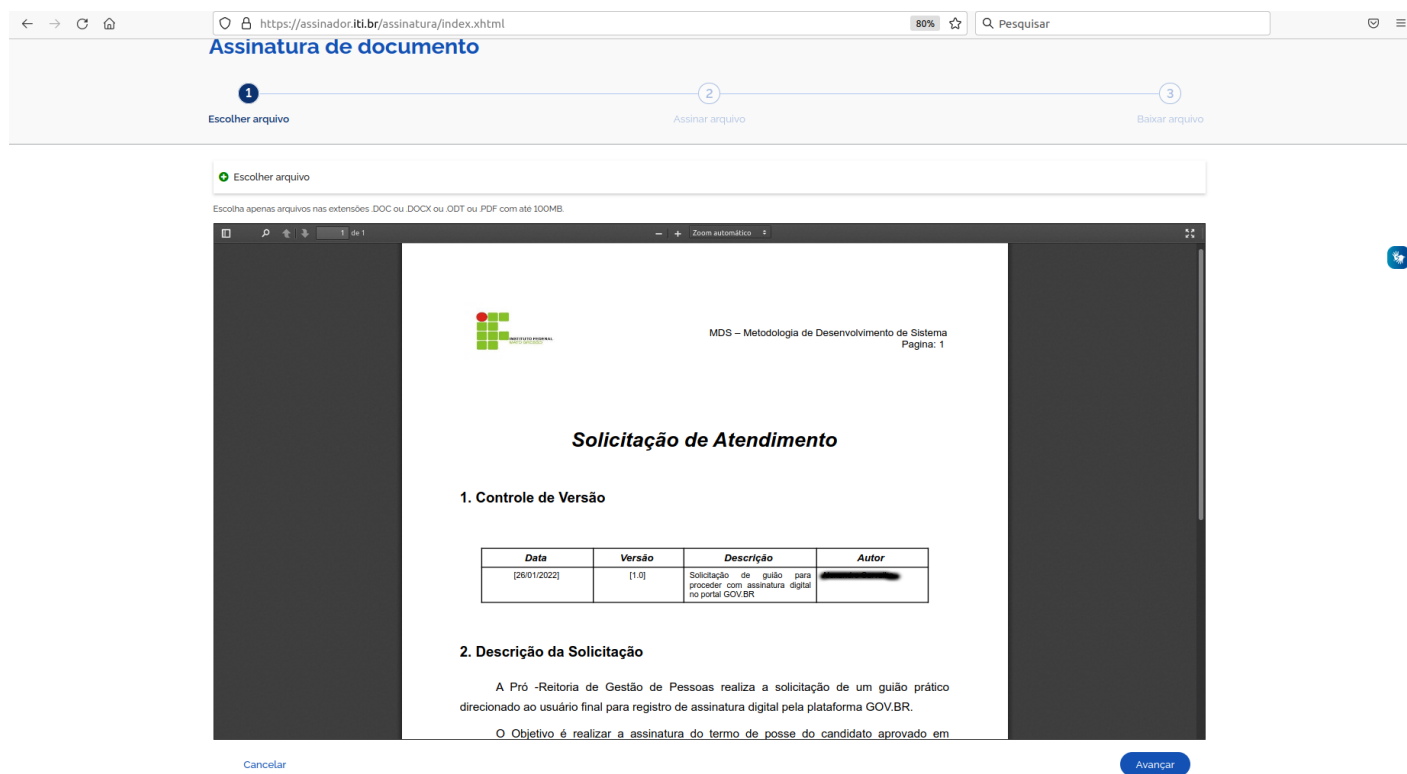 https://assinador.iti.br/assinatura/index.xhtml
80%
Pesquisar
Assinatura de documento
1
2
3
Escolher arquivo
Assinar arquivo
Baixar arquivo
Escolher arquivo
Escolha apenas arquivos nas extensões .DOC ou .DOCX ou .ODT ou .PDF com até 100MB.
1 de 1
Zoom automático
INSTITUTO FEDERAL
MATO GROSSO
MDS – Metodologia de Desenvolvimento de Sistema
Pagina: 1
Solicitação de Atendimento
1. Controle de Versão
Data Versão Descrição Autor
[26/01/2022] [1.0] Solicitação de guião para
proceder com assinatura digital
no portal GOV.BR
2. Descrição da Solicitação
A Pró -Reitoria de Gestão de Pessoas realiza a solicitação de um guião prático
direcionado ao usuário final para registro de assinatura digital pela plataforma GOV.BR.
O Objetivo é realizar a assinatura do termo de posse do candidato aprovado em
Cancelar
Avançar